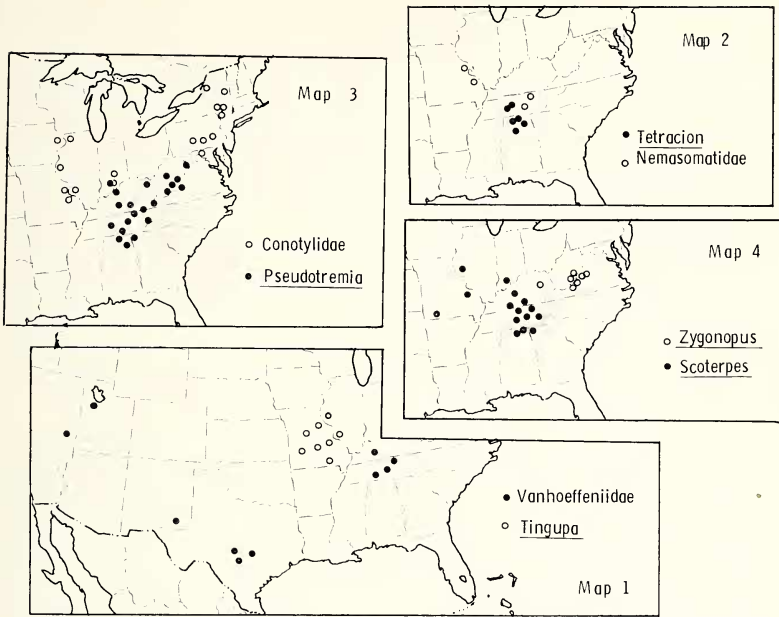 Map 3
Conotylidae
Pseudotremia
Map 2
Tetracion
Nemasomatidae
Map 4
Zygonopus
Scoterpes
Vanhoeffeniidae
Tingupa
Map 1